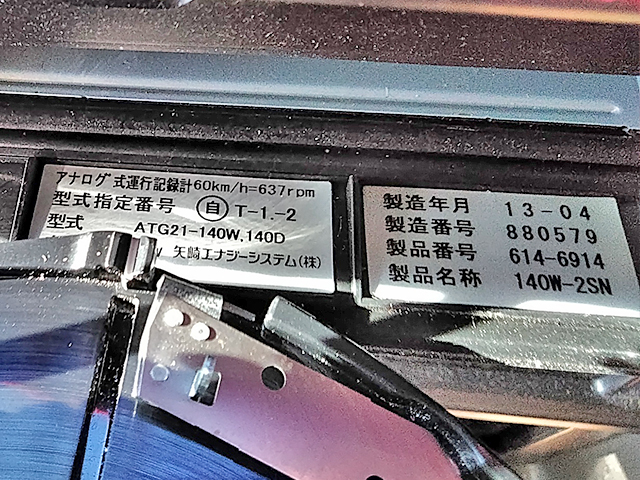 アナログ式運行記録計60km/h=637rpm
型式指定番号 自 T-1.-2
型式 ATG21-140W,140D
矢崎エナジーシステム(株)
製造年月 13-04
製造番号 880579
製品番号 614-6914
製品名称 140W-2SN